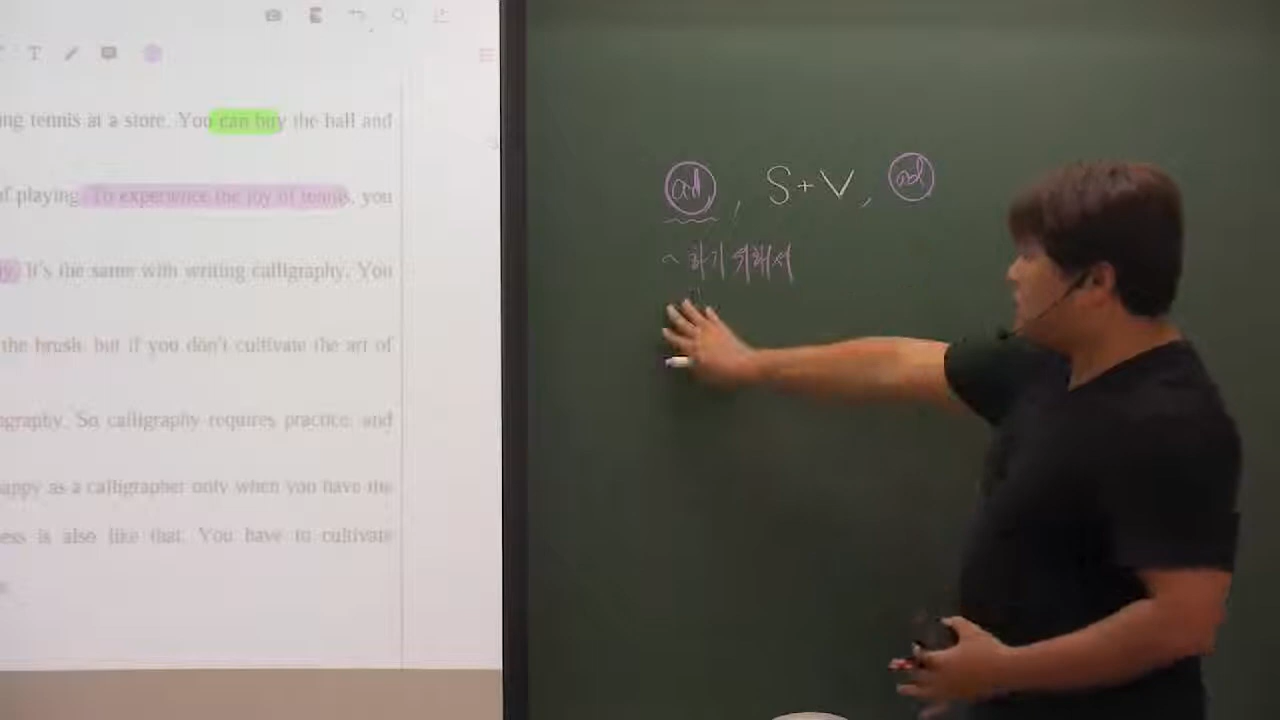 T
ing tennis at a store. You can buy the ball and
of playing. To experience the joy of tennis, you
It's the same with writing calligraphy. You
the brush, but if you don't cultivate the art of
So calligraphy requires practice, and
happy as a calligrapher only when you have the
ess is also like that. You have to cultivate
ad , S+V , ad
~하기 위해서